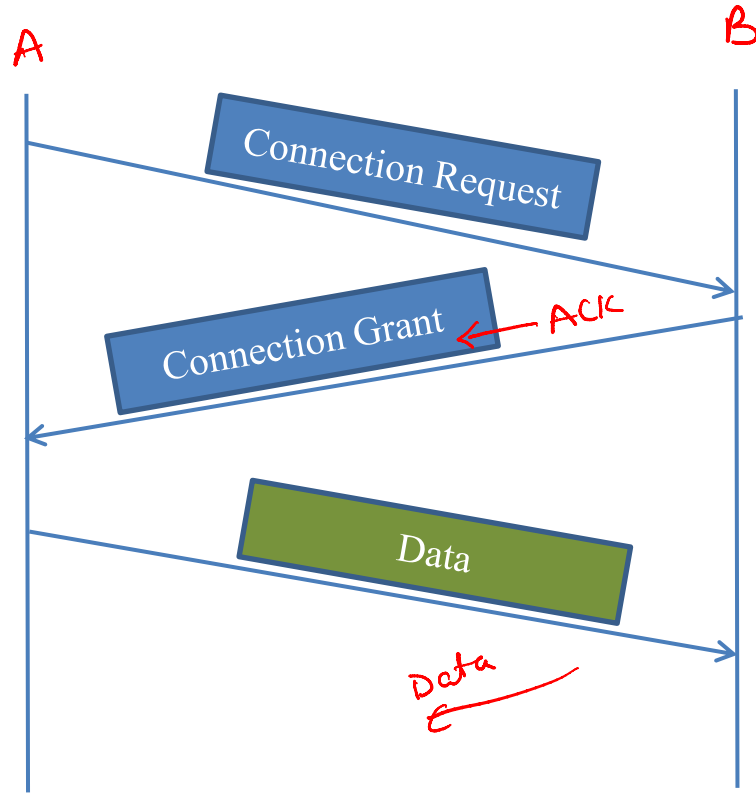 A
B
Connection Request
Connection Grant
ACK
Data
Data